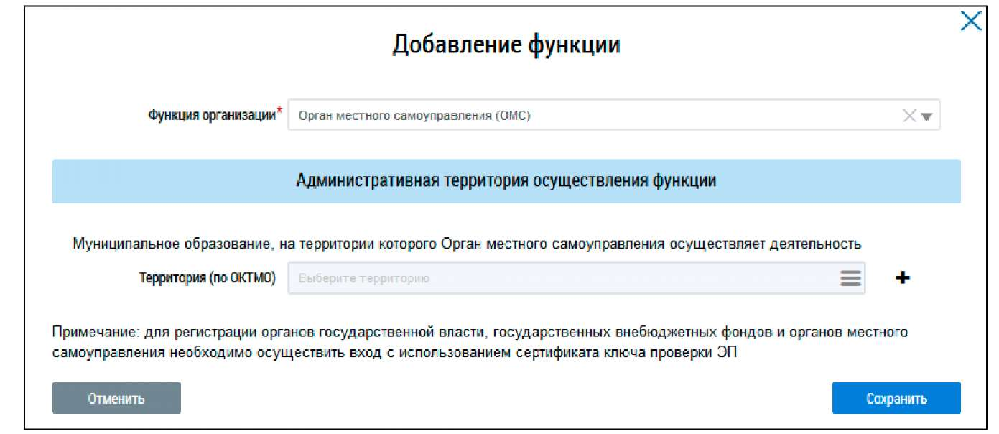 Добавление функции
Функция организации* Орган местного самоуправления (ОМС)
Административная территория осуществления функции
Муниципальное образование, на территории которого Орган местного самоуправления осуществляет деятельность
Территория (по ОКТМО) Выберите территорию
Примечание: для регистрации органов государственной власти, государственных внебюджетных фондов и органов местного
самоуправления необходимо осуществить вход с использованием сертификата ключа проверки ЭП
Отменить Сохранить